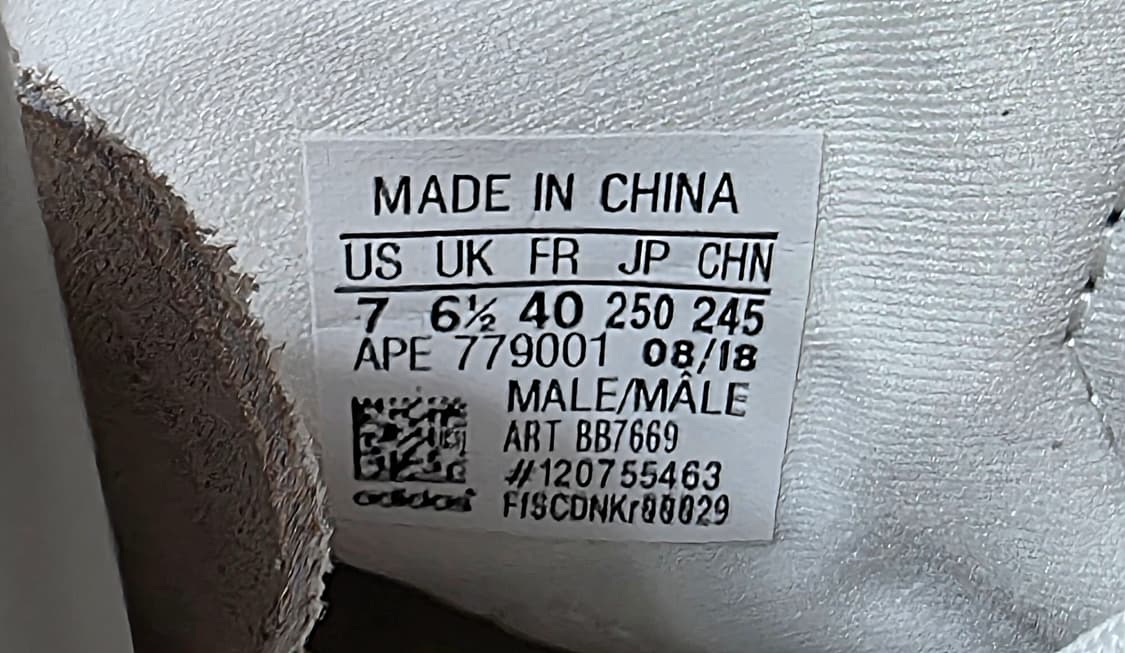 MADE IN CHINA
US UK FR JP CHN
7 6½ 40 250 245
APE 779001 08/18
MALE/MÂLE
ART BB7669
#120755463
adidas